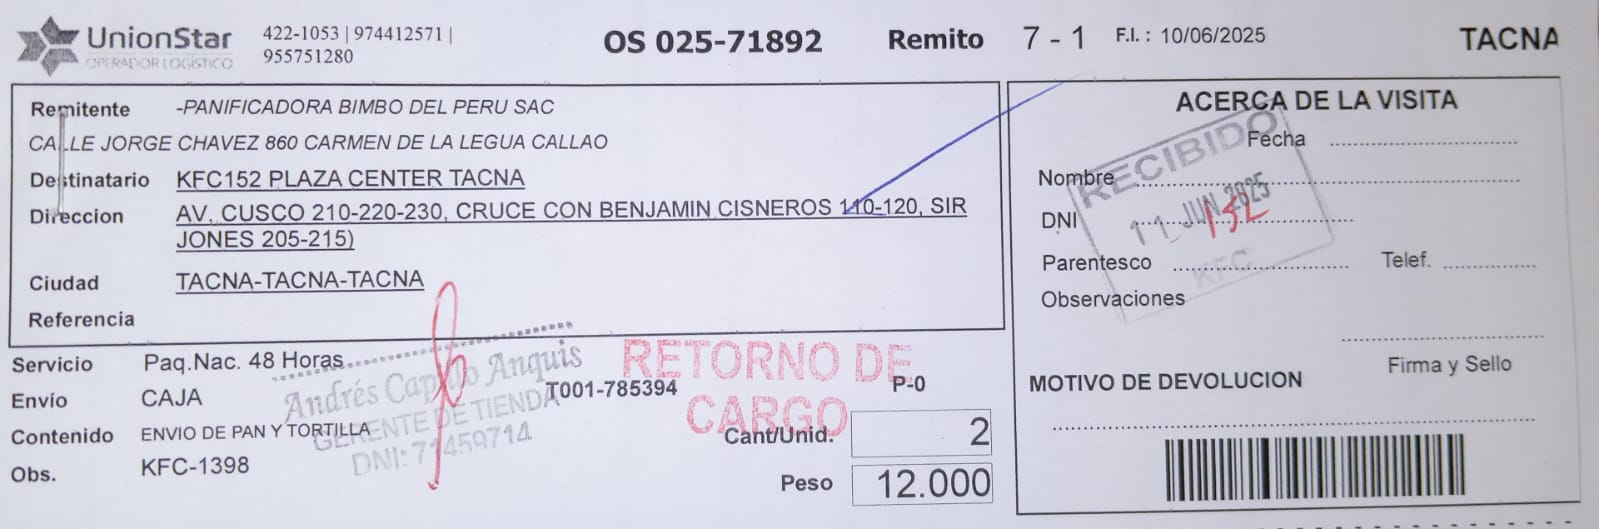 UnionStar
OPERADOR LOGÍSTICO
422-1053 | 974412571 |
955751280
OS 025-71892
Remito 7 - 1
F.I. : 10/06/2025
TACNA
Remitente -PANIFICADORA BIMBO DEL PERU SAC
CALLE JORGE CHAVEZ 860 CARMEN DE LA LEGUA CALLAO
Destinatario KFC152 PLAZA CENTER TACNA
Direccion AV. CUSCO 210-220-230, CRUCE CON BENJAMIN CISNEROS 110-120, SIR
JONES 205-215)
Ciudad TACNA-TACNA-TACNA
Referencia
Servicio Paq.Nac. 48 Horas
Envío CAJA
T001-785394
P-0
Contenido ENVIO DE PAN Y TORTILLA
Cant/Unid. 2
Obs. KFC-1398
Peso 12.000
Andrés Anquis
GERENTE DE TIENDA
DNI: 71459714
RETORNO DE
CARGO
ACERCA DE LA VISITA
Fecha
Nombre
DNI
Parentesco Telef.
Observaciones
Firma y Sello
MOTIVO DE DEVOLUCION
RECIBIDO
11 JUN 2025
152
KFC